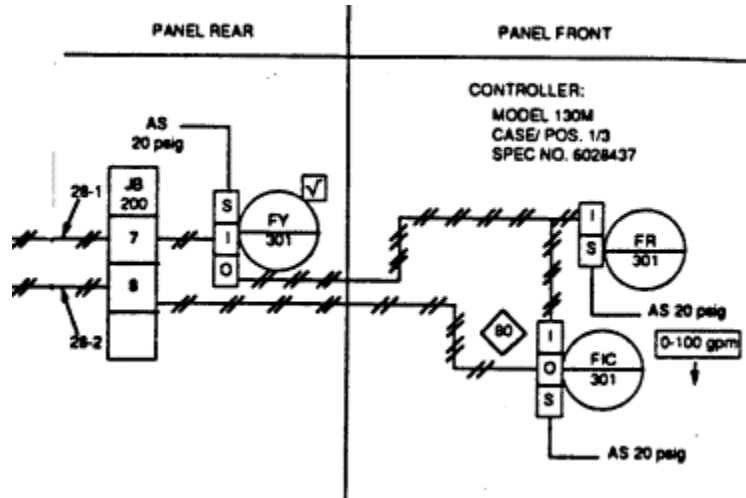 PANEL REAR
PANEL FRONT
CONTROLLER:
MODEL 130M
CASE/ POS. 1/3
SPEC NO. 6028437
AS
20 psig
28-1
JB
200
7
8
28-2
S
I
O
√
FY
301
I
S
FR
301
AS 20 psig
80
I
O
S
FIC
301
0-100 gpm
AS 20 psig